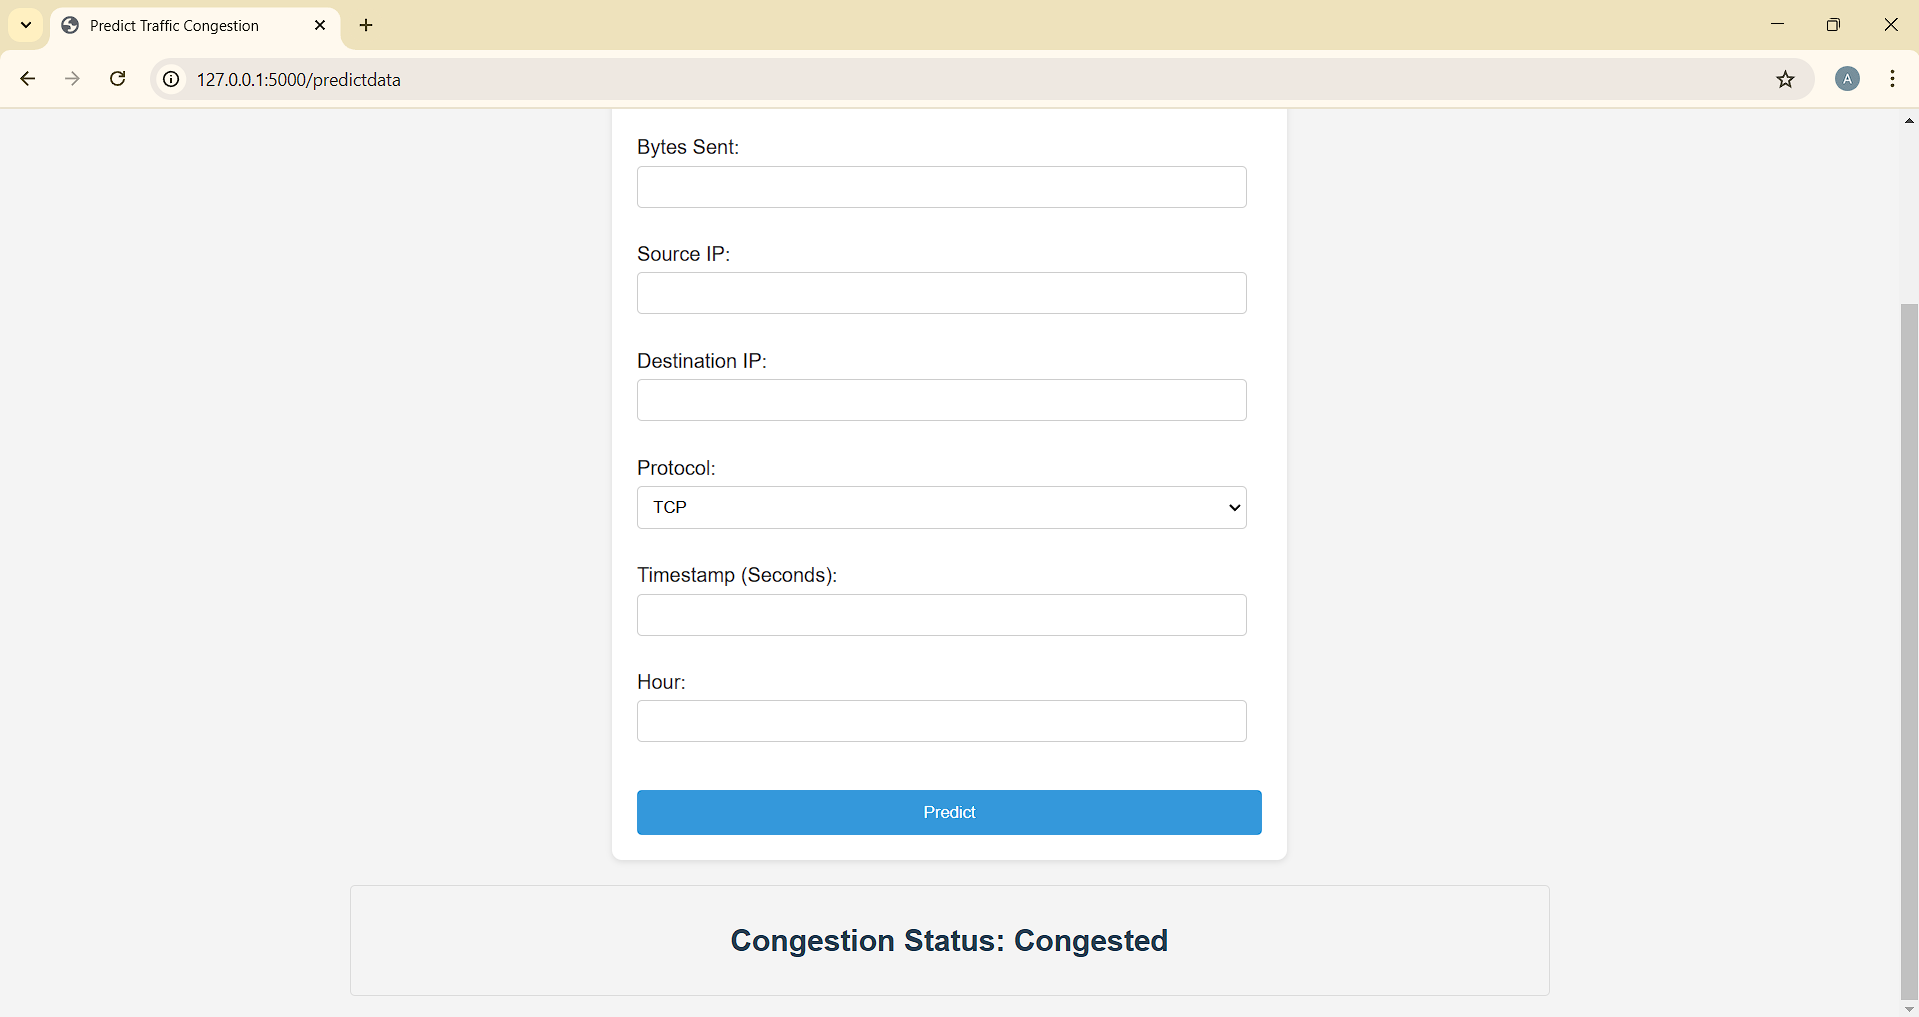 Predict Traffic Congestion
127.0.0.1:5000/predictdata
A
Bytes Sent:
Source IP:
Destination IP:
Protocol:
TCP
Timestamp (Seconds):
Hour:
Predict
Congestion Status: Congested